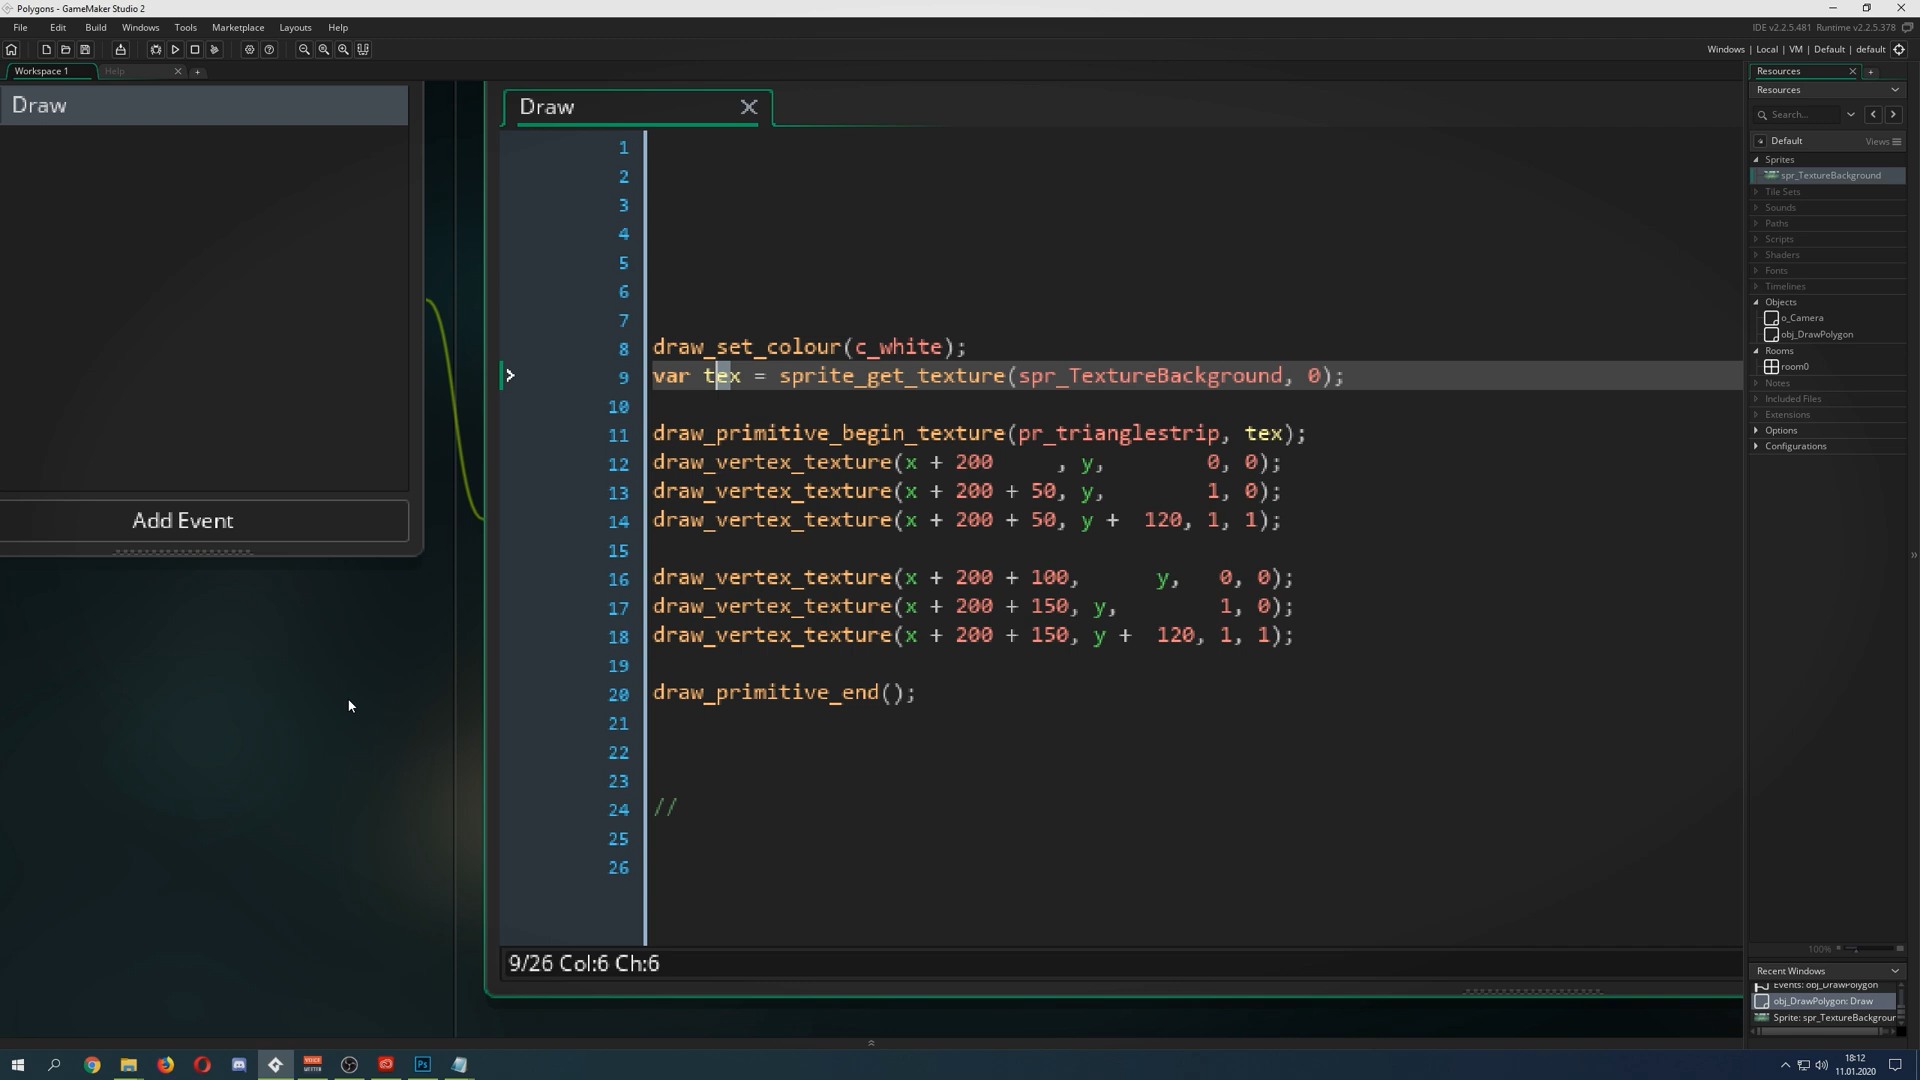 Polygons - GameMaker Studio 2
File Edit Build Windows Tools Marketplace Layouts Help
IDE v2.2.5.481 Runtime v2.2.5.378
Windows | Local | VM | Default | default
Workspace 1
Help
Draw
Add Event
Draw
1
2
3
4
5
6
7
8 draw_set_colour(c_white);
9 var tex = sprite_get_texture(spr_TextureBackground, 0);
10
11 draw_primitive_begin_texture(pr_trianglestrip, tex);
12 draw_vertex_texture(x + 200     , y,        0, 0);
13 draw_vertex_texture(x + 200 + 50, y,        1, 0);
14 draw_vertex_texture(x + 200 + 50, y +  120, 1, 1);
15
16 draw_vertex_texture(x + 200 + 100,      y,   0, 0);
17 draw_vertex_texture(x + 200 + 150, y,        1, 0);
18 draw_vertex_texture(x + 200 + 150, y +  120, 1, 1);
19
20 draw_primitive_end();
21
22
23
24 //
25
26
9/26 Col:6 Ch:6
Resources
Resources
Search...
Default Views
Sprites
spr_TextureBackground
Tile Sets
Sounds
Paths
Scripts
Shaders
Fonts
Timelines
Objects
o_Camera
obj_DrawPolygon
Rooms
room0
Notes
Included Files
Extensions
Options
Configurations
100%
Recent Windows
Events: obj_DrawPolygon
obj_DrawPolygon: Draw
Sprite: spr_TextureBackgrour
VOICE
Ps
18:12
11.01.2020